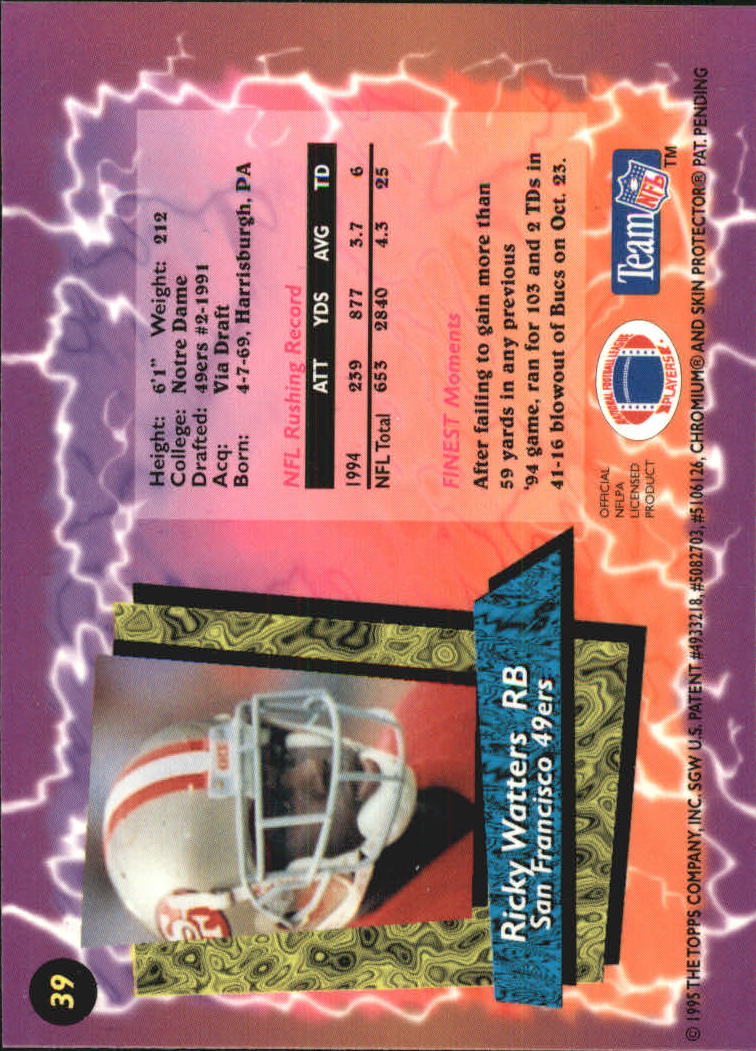 39
Ricky Watters RB
San Francisco 49ers
Height: 6'1" Weight: 212
College: Notre Dame
Drafted: 49ers #2-1991
Acq: Via Draft
Born: 4-7-69, Harrisburgh, PA
NFL Rushing Record
ATT YDS AVG TD
1994 239 877 3.7 6
NFL Total 653 2840 4.3 25
FINEST Moments
After failing to gain more than
59 yards in any previous
'94 game, ran for 103 and 2 TDs in
41-16 blowout of Bucs on Oct. 23.
OFFICIAL
NFLPA
LICENSED
PRODUCT
NATIONAL FOOTBALL LEAGUE
PLAYERS
Team NFL TM
© 1995 THE TOPPS COMPANY, INC. SGW U.S. PATENT #4933218, #5082703, #5106126, CHROMIUM® AND SKIN PROTECTOR® PAT. PENDING